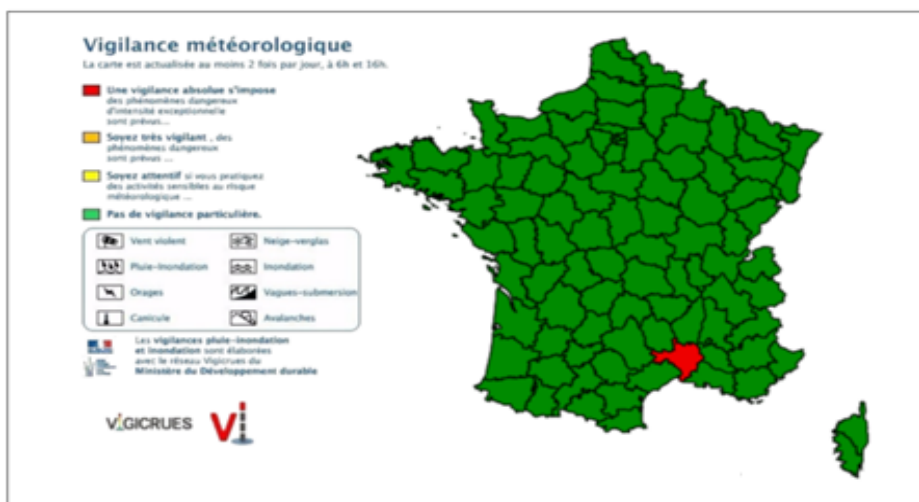 Vigilance météorologique
La carte est actualisée au moins 2 fois par jour, à 6h et 16h.
Une vigilance absolue s'impose
des phénomènes dangereux
d'intensité exceptionnelle
sont prévus...
Soyez très vigilant , des
phénomènes dangereux
sont prévus ...
Soyez attentif si vous pratiquez
des activités sensibles au risque
météorologique ...
Pas de vigilance particulière.
Vent violent
Neige-verglas
Pluie-Inondation
Inondation
Orages
Vagues-submersion
Canicule
Avalanches
Les vigilances pluie-inondation
et inondation sont élaborées
avec le réseau Vigicrues du
Ministère du Développement durable
VIGICRUES
Vi